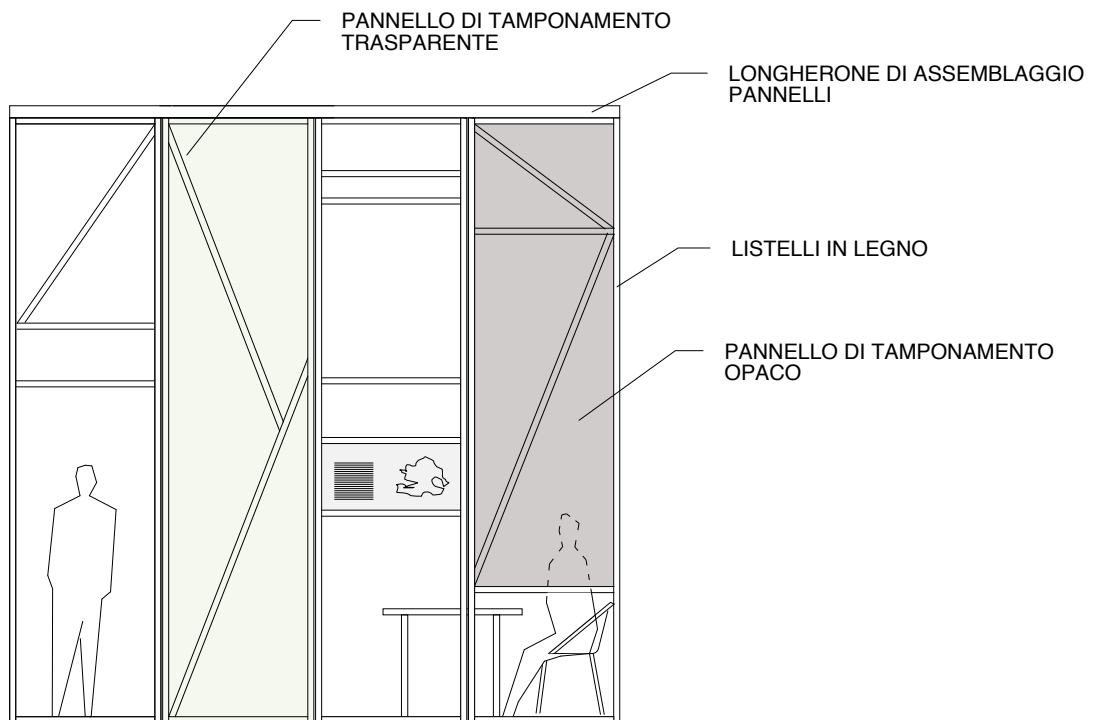 PANNELLO DI TAMPONAMENTO
TRASPARENTE
LONGHERONE DI ASSEMBLAGGIO
PANNELLI
LISTELLI IN LEGNO
PANNELLO DI TAMPONAMENTO
OPACO